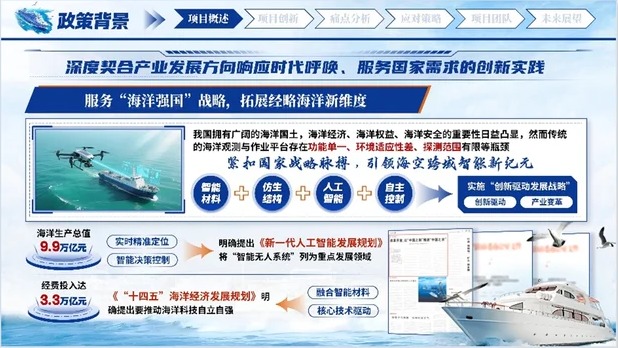 政策背景
项目概述
项目创新
痛点分析
应对策略
项目团队
未来展望
深度契合产业发展方向响应时代呼唤、服务国家需求的创新实践
服务“海洋强国”战略，拓展经略海洋新维度
我国拥有广阔的海洋国土，海洋经济、海洋权益、海洋安全的重要性日益凸显，然而传统
的海洋观测与作业平台存在功能单一、环境适应性差、探测范围有限等瓶颈
紧扣国家战略脉搏，引领海空跨域智能新纪元
智能
材料
仿生
结构
人工
智能
自主
控制
实施“创新驱动发展战略”
创新驱动
产业变革
海洋生产总值
9.9万亿元
实时精准定位
智能决策控制
明确提出《新一代人工智能发展规划》
将“智能无人系统”列为重点发展领域
经费投入达
3.3万亿元
《“十四五”海洋经济发展规划》明
确提出要推动海洋科技自立自强
融合智能材料
核心技术驱动